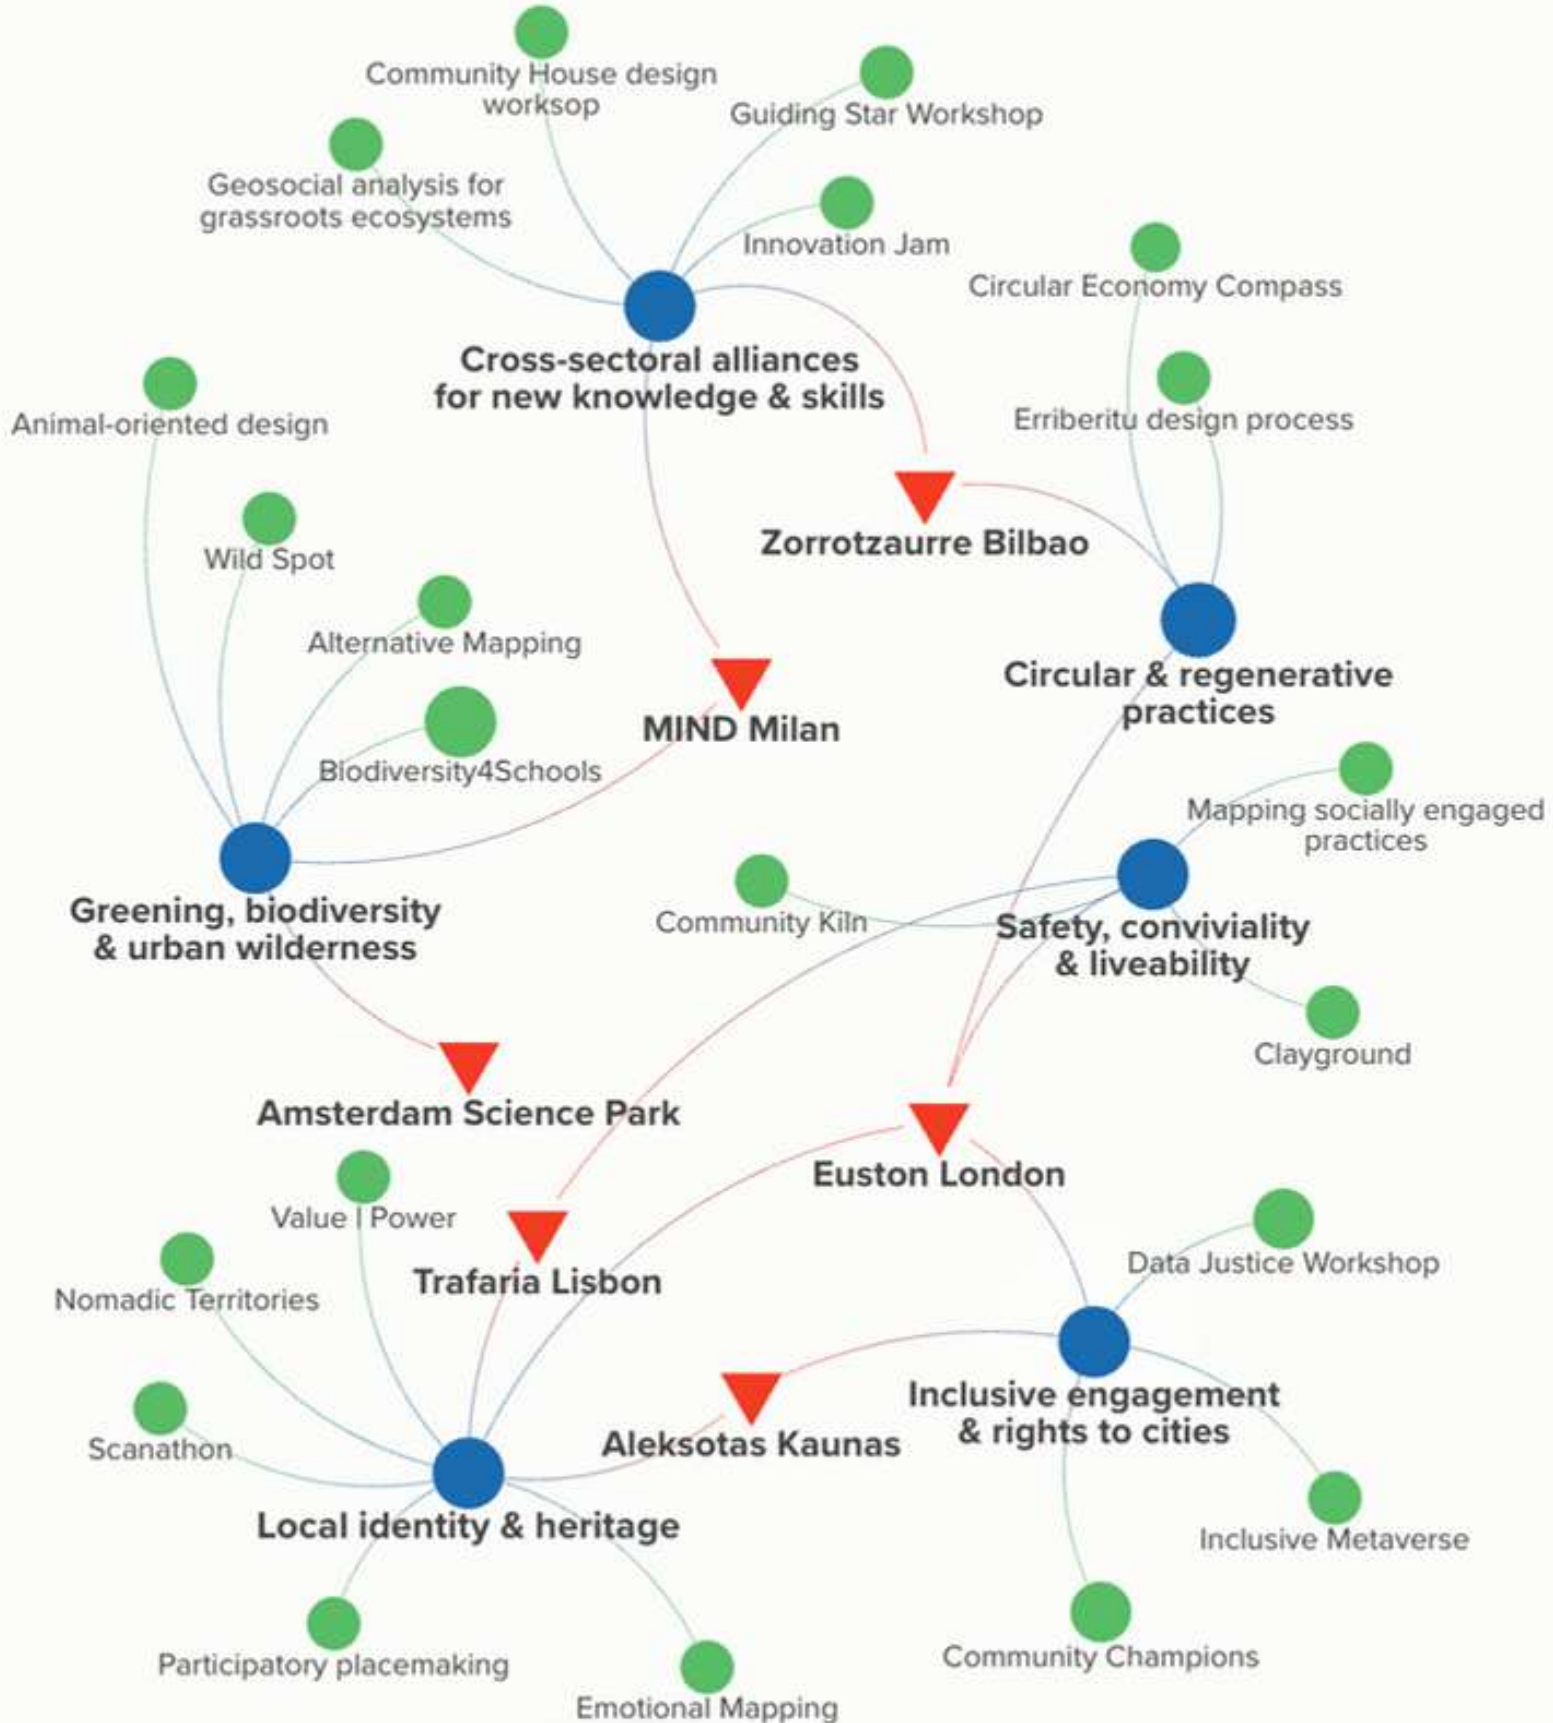 Community House design
worksop
Guiding Star Workshop
Geosocial analysis for
grassroots ecosystems
Innovation Jam
Circular Economy Compass
Cross-sectoral alliances
for new knowledge & skills
Animal-oriented design
Erriberitu design process
Wild Spot
Zorrotzaurre Bilbao
Alternative Mapping
Circular & regenerative
practices
MIND Milan
Biodiversity4Schools
Mapping socially engaged
practices
Greening, biodiversity
& urban wilderness
Community Kiln
Safety, conviviality
& liveability
Clayground
Amsterdam Science Park
Euston London
Value | Power
Trafaria Lisbon
Data Justice Workshop
Nomadic Territories
Inclusive engagement
& rights to cities
Scanathon
Aleksotas Kaunas
Local identity & heritage
Inclusive Metaverse
Participatory placemaking
Community Champions
Emotional Mapping